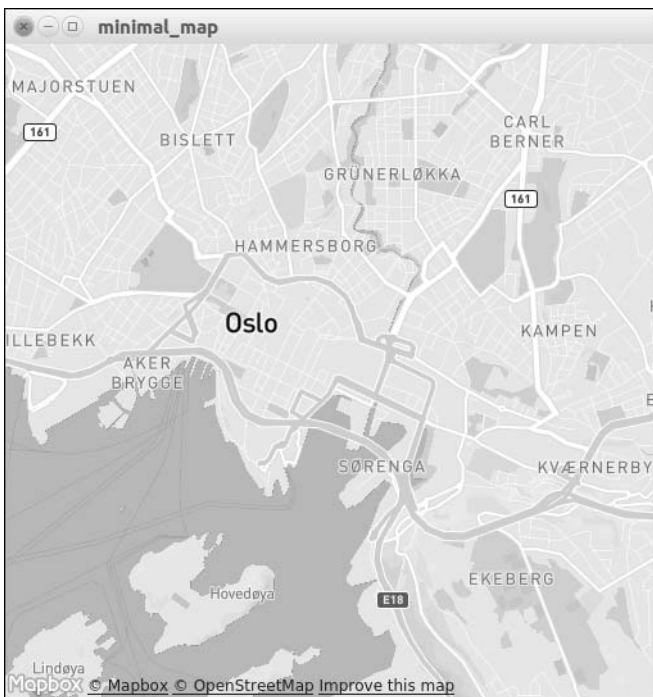 minimal_map
MAJORSTUEN
161
BISLETT
CARL
BERNER
GRÜNERLØKKA
161
HAMMERSBORG
Oslo
KAMPEN
ILLEBEKK
AKER
BRYGGE
SØRENGA
KVÆRNERBY
EKEBERG
Hovedøya
E18
Lindøya
Mapbox © Mapbox © OpenStreetMap Improve this map